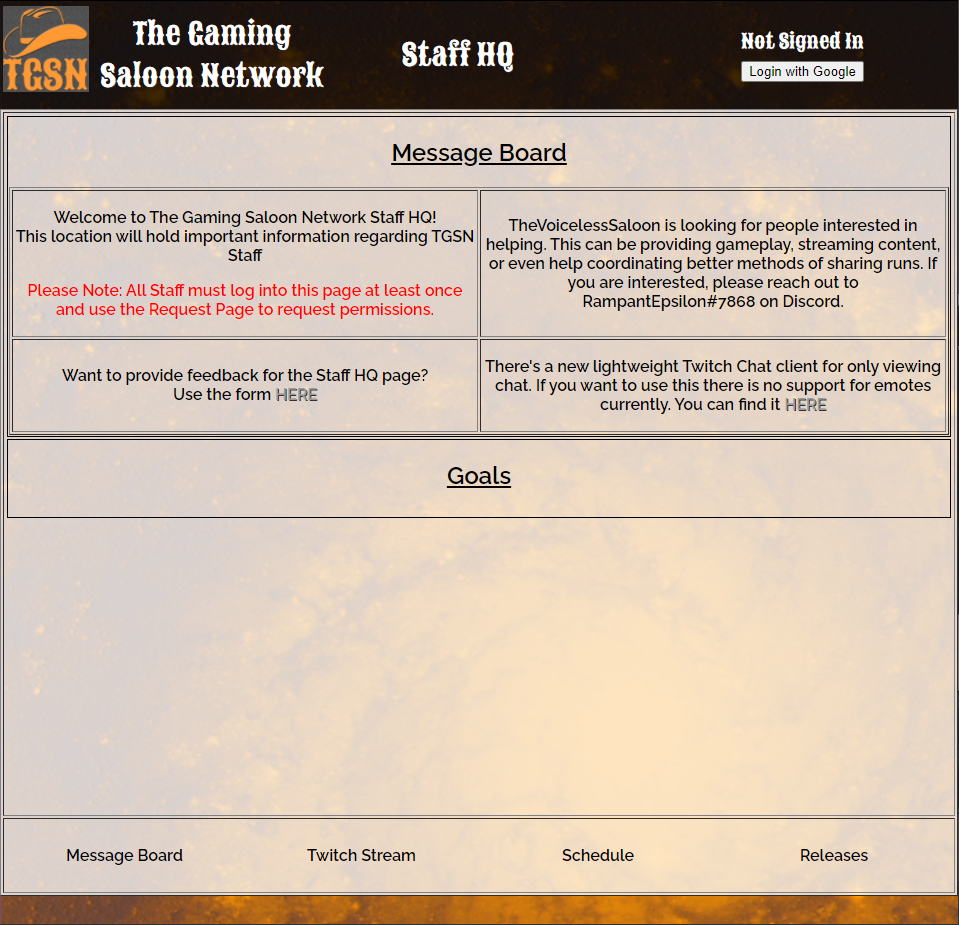 TGSN
The Gaming
Saloon Network
Staff HQ
Not Signed In
Login with Google
Message Board
Welcome to The Gaming Saloon Network Staff HQ!
This location will hold important information regarding TGSN
Staff
Please Note: All Staff must log into this page at least once
and use the Request Page to request permissions.
TheVoicelessSaloon is looking for people interested in
helping. This can be providing gameplay, streaming content,
or even help coordinating better methods of sharing runs. If
you are interested, please reach out to
RampantEpsilon#7868 on Discord.
Want to provide feedback for the Staff HQ page?
Use the form HERE
There's a new lightweight Twitch Chat client for only viewing
chat. If you want to use this there is no support for emotes
currently. You can find it HERE
Goals
Message Board
Twitch Stream
Schedule
Releases